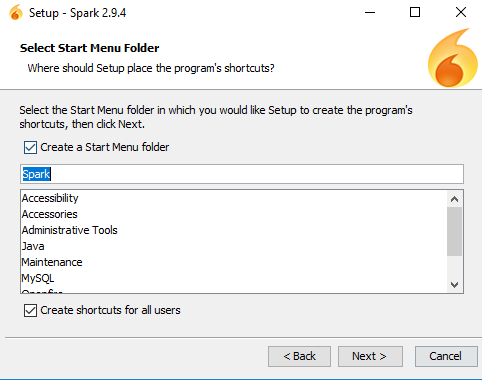 Setup - Spark 2.9.4
Select Start Menu Folder
Where should Setup place the program's shortcuts?
Select the Start Menu folder in which you would like Setup to create the program's
shortcuts, then click Next.
Create a Start Menu folder
Spark
Accessibility
Accessories
Administrative Tools
Java
Maintenance
MySQL
Openfire
Create shortcuts for all users
< Back
Next >
Cancel